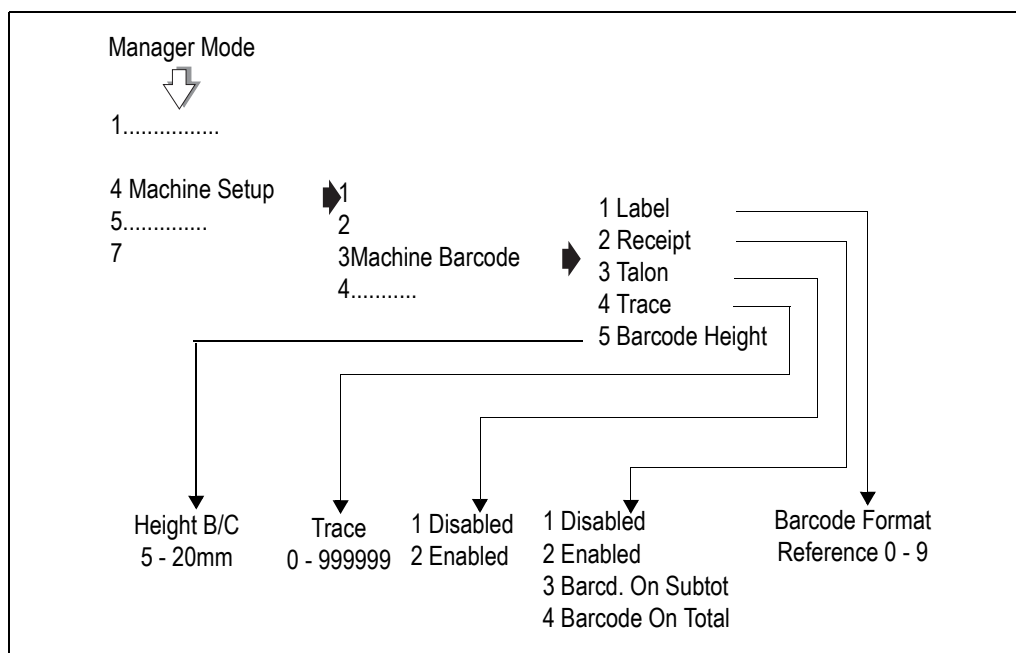 Manager Mode
1................
4 Machine Setup
5..............
7
1
2
3Machine Barcode
4...........
1 Label
2 Receipt
3 Talon
4 Trace
5 Barcode Height
Height B/C
5 - 20mm
Trace
0 - 999999
1 Disabled
2 Enabled
1 Disabled
2 Enabled
3 Barcd. On Subtot
4 Barcode On Total
Barcode Format
Reference 0 - 9